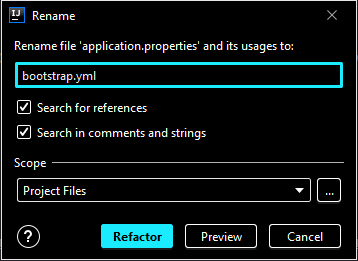 IJ
Rename
Rename file 'application.properties' and its usages to:
bootstrap.yml
Search for references
Search in comments and strings
Scope
Project Files
...
?
Refactor
Preview
Cancel